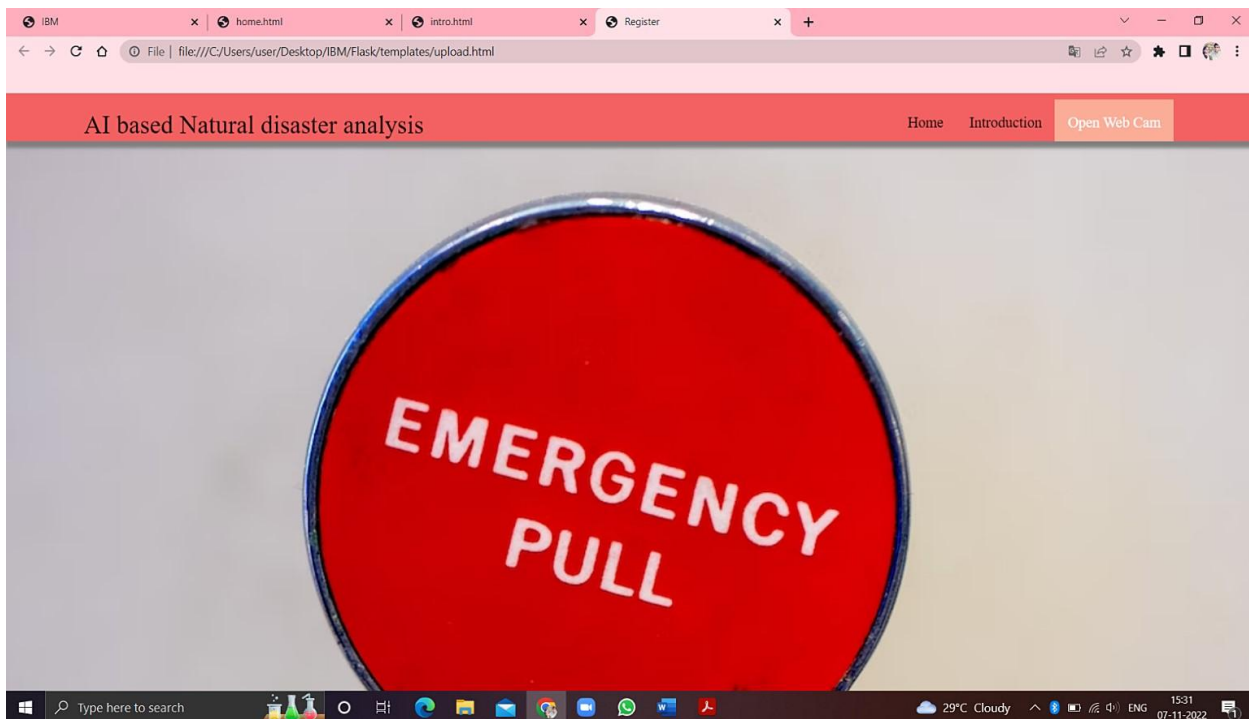 IBM home.html intro.html Register
File | file:///C:/Users/user/Desktop/IBM/Flask/templates/upload.html
AI based Natural disaster analysis Home Introduction Open Web Cam
EMERGENCY
PULL
Type here to search 29°C Cloudy ENG 15:31
07-11-2022